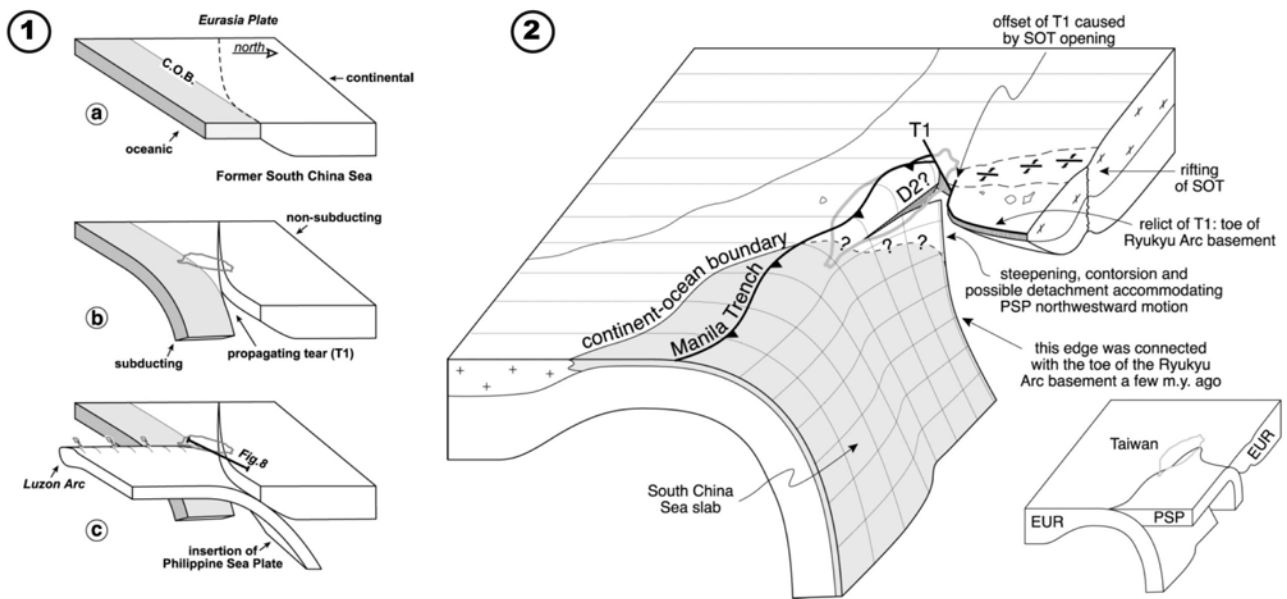 1
Eurasia Plate
north
C.O.B.
continental
a
oceanic
Former South China Sea
non-subducting
b
subducting
propagating tear (T1)
Fig.8
Luzon Arc
c
insertion of
Philippine Sea Plate
2
offset of T1 caused
by SOT opening
T1
D2?
rifting
of SOT
relict of T1: toe of
Ryukyu Arc basement
? ? ?
continent-ocean boundary
Manila Trench
steepening, contorsion and
possible detachment accommodating
PSP northwestward motion
this edge was connected
with the toe of the Ryukyu
Arc basement a few m.y. ago
South China
Sea slab
Taiwan
EUR
EUR
PSP